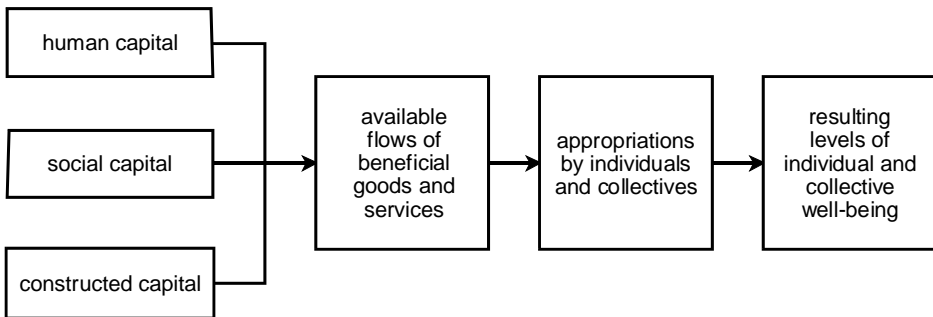 human capital
social capital
constructed capital
available
flows of
beneficial
goods and
services
appropriations
by individuals
and collectives
resulting
levels of
individual and
collective
well-being